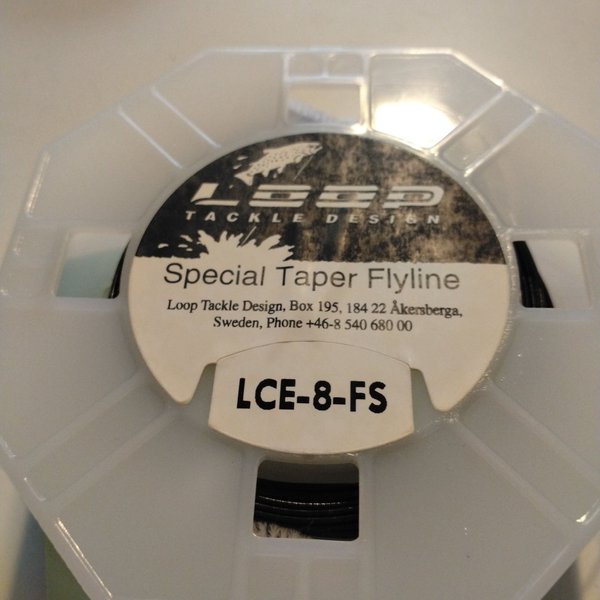 LOOP
TACKLE DESIGN
Special Taper Flyline
Loop Tackle Design, Box 195, 184 22 Åkersberga,
Sweden, Phone +46-8 540 680 00
LCE-8-FS